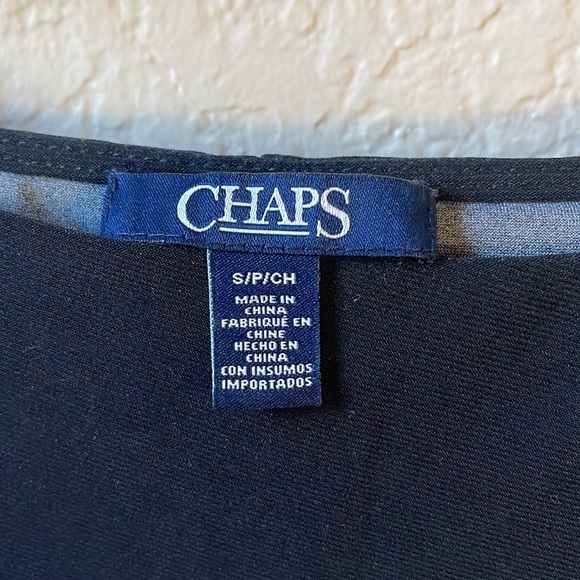 CHAPS
S/P/CH
MADE IN
CHINA
FABRIQUÉ EN
CHINE
HECHO EN
CHINA
CON INSUMOS
IMPORTADOS